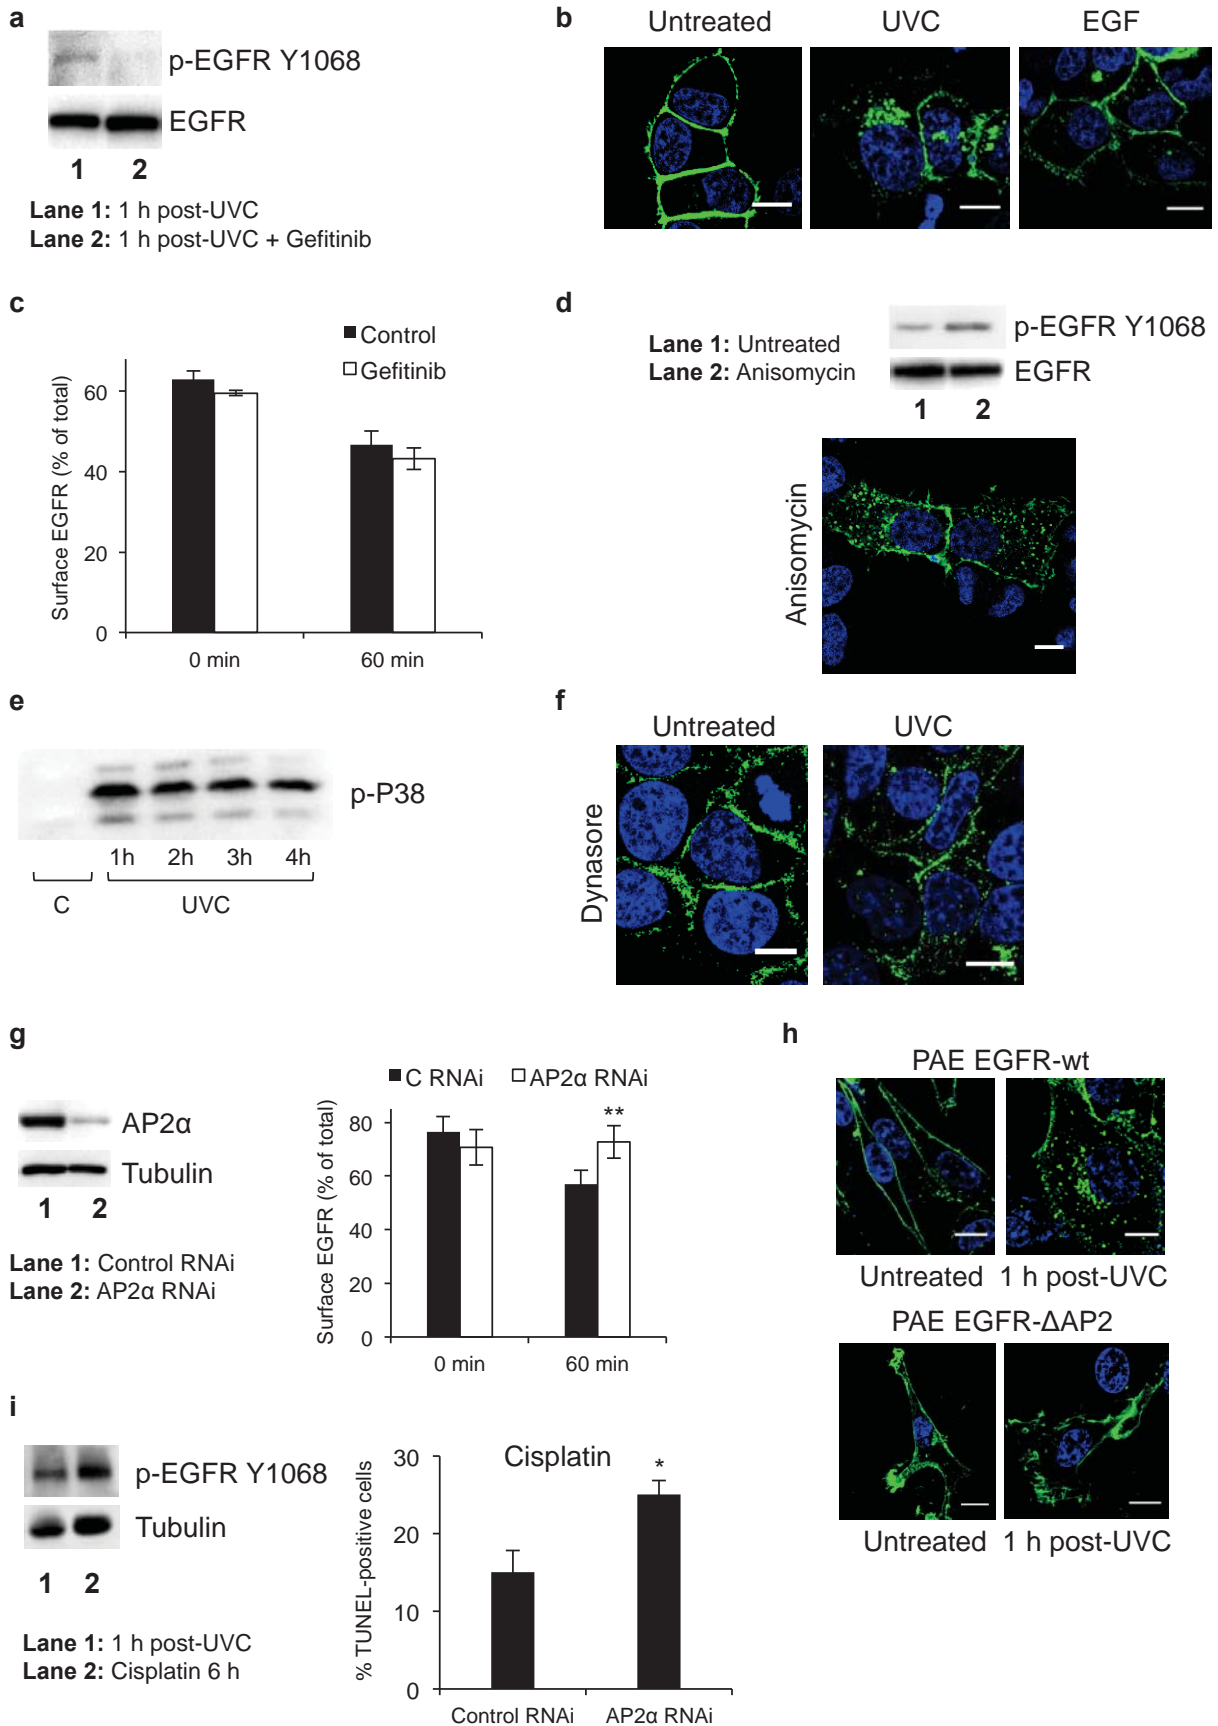 a
p-EGFR Y1068
EGFR
1 2
Lane 1: 1 h post-UVC
Lane 2: 1 h post-UVC + Gefitinib
b
Untreated UVC EGF
c
Control
Gefitinib
Surface EGFR (% of total)
60
40
20
0
0 min 60 min
d
Lane 1: Untreated
Lane 2: Anisomycin
p-EGFR Y1068
EGFR
1 2
Anisomycin
e
p-P38
1h 2h 3h 4h
C UVC
f
Untreated UVC
Dynasore
g
AP2α
Tubulin
1 2
Lane 1: Control RNAi
Lane 2: AP2α RNAi
C RNAi AP2α RNAi
Surface EGFR (% of total)
80
60
40
20
0
**
0 min 60 min
h
PAE EGFR-wt
Untreated 1 h post-UVC
PAE EGFR-ΔAP2
Untreated 1 h post-UVC
i
p-EGFR Y1068
Tubulin
1 2
Lane 1: 1 h post-UVC
Lane 2: Cisplatin 6 h
Cisplatin
% TUNEL-positive cells
30
20
10
0
*
Control RNAi AP2α RNAi